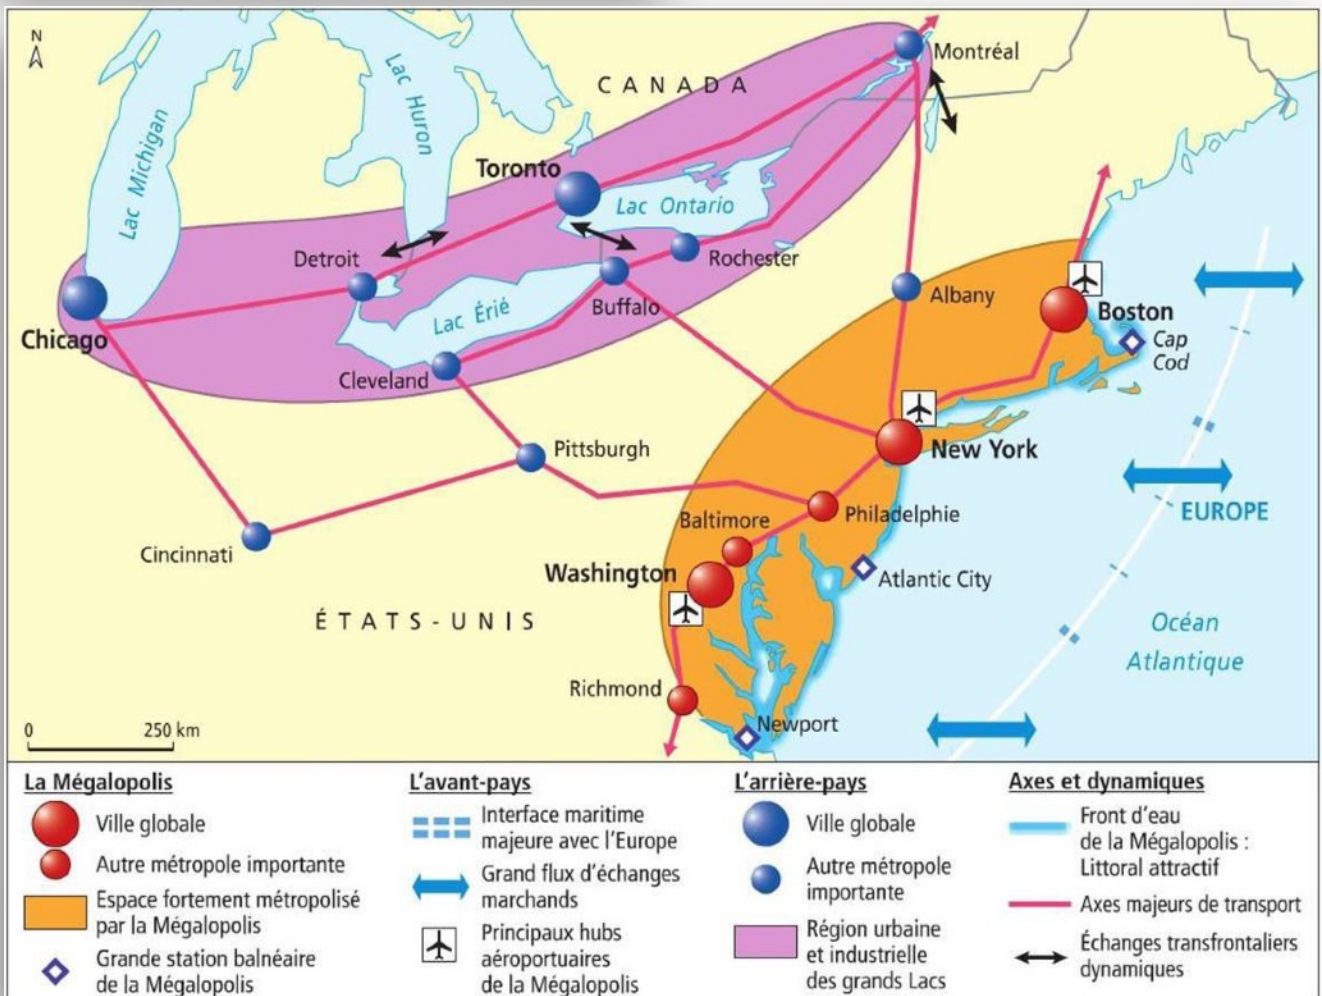 N
CANADA
Montréal
Lac Michigan
Lac Huron
Toronto
Lac Ontario
Detroit
Rochester
Buffalo
Albany
Boston
Chicago
Lac Érié
Cap
Cod
Cleveland
New York
Pittsburgh
EUROPE
Baltimore
Philadelphie
Cincinnati
Washington
Atlantic City
ÉTATS-UNIS
Océan
Atlantique
Richmond
Newport
0 250 km
La Mégalopolis
Ville globale
Autre métropole importante
Espace fortement métropolisé
par la Mégalopolis
Grande station balnéaire
de la Mégalopolis
L'avant-pays
Interface maritime
majeure avec l'Europe
Grand flux d'échanges
marchands
Principaux hubs
aéroportuaires
de la Mégalopolis
L'arrière-pays
Ville globale
Autre métropole
importante
Région urbaine
et industrielle
des grands Lacs
Axes et dynamiques
Front d'eau
de la Mégalopolis :
Littoral attractif
Axes majeurs de transport
Échanges transfrontaliers
dynamiques